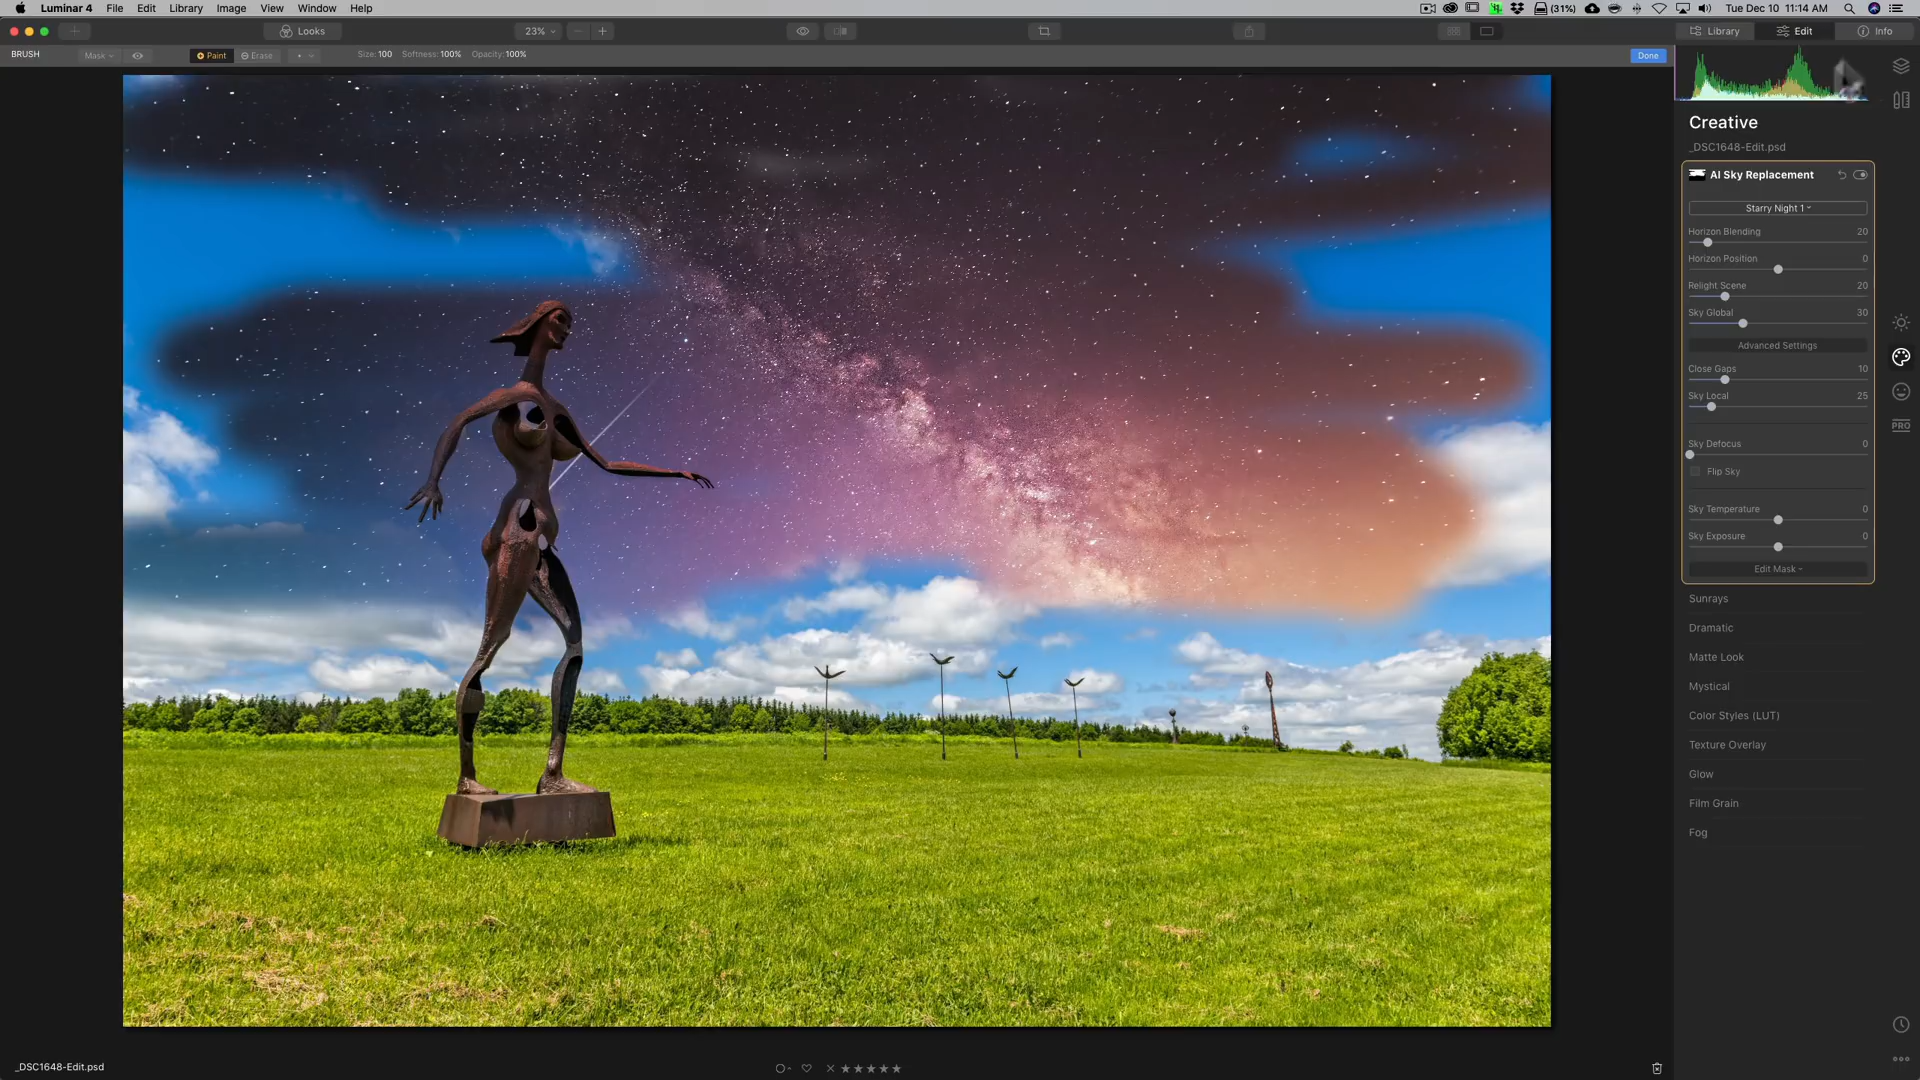 Luminar 4 File Edit Library Image View Window Help (31%) Tue Dec 10 11:14 AM
Looks 23% Library Edit Info
BRUSH Mask Paint Erase Size:100 Softness:100% Opacity:100% Done
Creative
_DSC1648-Edit.psd
AI Sky Replacement
Starry Night 1
Horizon Blending 20
Horizon Position 0
Relight Scene 20
Sky Global 30
Advanced Settings
Close Gaps 10
Sky Local 25
PRO
Sky Defocus 0
Flip Sky
Sky Temperature 0
Sky Exposure 0
Edit Mask
Sunrays
Dramatic
Matte Look
Mystical
Color Styles (LUT)
Texture Overlay
Glow
Film Grain
Fog
_DSC1648-Edit.psd